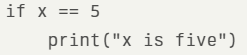 if x == 5
    print("x is five")